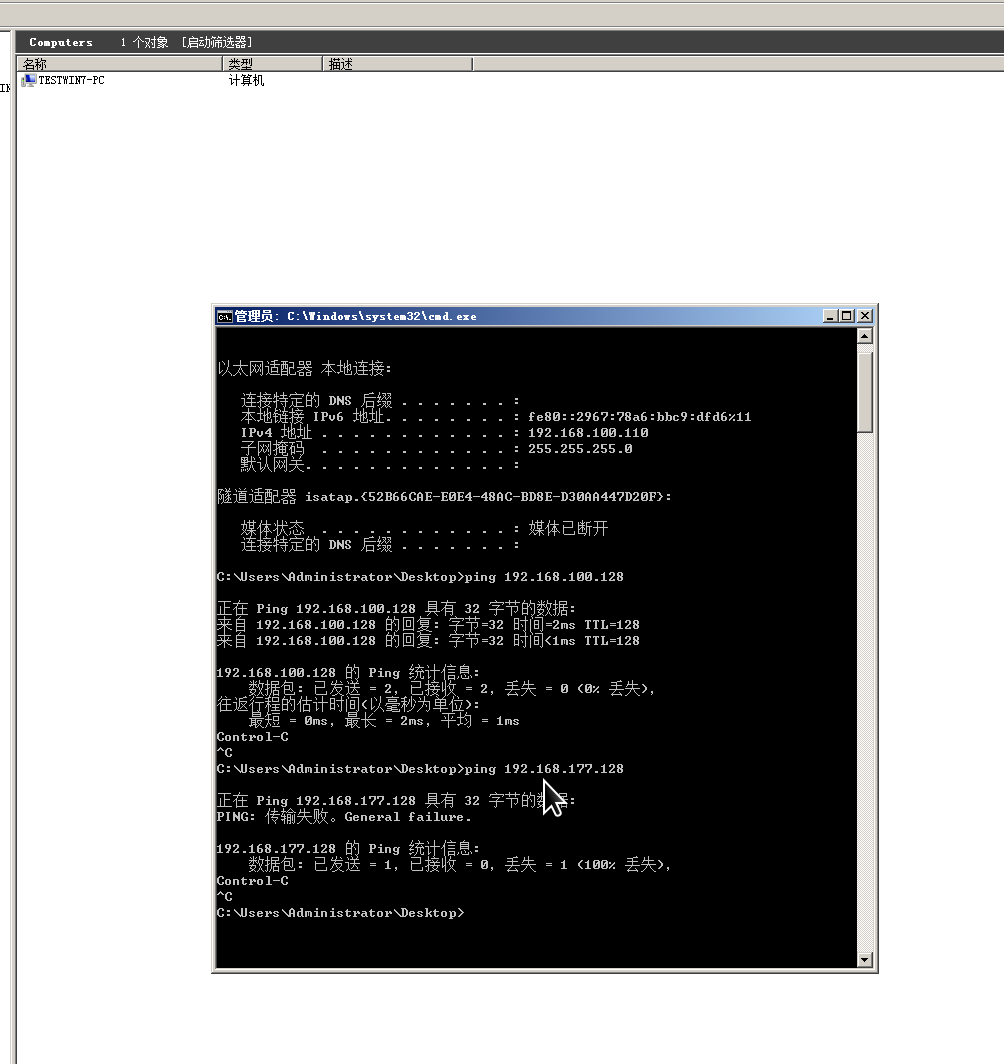 Computers 1 个对象 [启动筛选器]
名称 类型 描述
TESTWIN7-PC 计算机
管理员: C:\Windows\system32\cmd.exe
以太网适配器 本地连接:
连接特定的 DNS 后缀 . . . . . . . :
本地链接 IPv6 地址. . . . . . . . : fe80::2967:78a6:bbc9:dfd6%11
IPv4 地址 . . . . . . . . . . . . : 192.168.100.110
子网掩码 . . . . . . . . . . . . : 255.255.255.0
默认网关. . . . . . . . . . . . . :
隧道适配器 isatap.{52B66CAE-E0E4-48AC-BD8E-D30AA447D20F}:
媒体状态 . . . . . . . . . . . . : 媒体已断开
连接特定的 DNS 后缀 . . . . . . . :
C:\Users\Administrator\Desktop>ping 192.168.100.128
正在 Ping 192.168.100.128 具有 32 字节的数据:
来自 192.168.100.128 的回复: 字节=32 时间=2ms TTL=128
来自 192.168.100.128 的回复: 字节=32 时间<1ms TTL=128
192.168.100.128 的 Ping 统计信息:
数据包: 已发送 = 2, 已接收 = 2, 丢失 = 0 (0% 丢失),
往返行程的估计时间(以毫秒为单位):
最短 = 0ms, 最长 = 2ms, 平均 = 1ms
Control-C
^C
C:\Users\Administrator\Desktop>ping 192.168.177.128
正在 Ping 192.168.177.128 具有 32 字节的数据:
PING: 传输失败。General failure.
192.168.177.128 的 Ping 统计信息:
数据包: 已发送 = 1, 已接收 = 0, 丢失 = 1 (100% 丢失),
Control-C
^C
C:\Users\Administrator\Desktop>